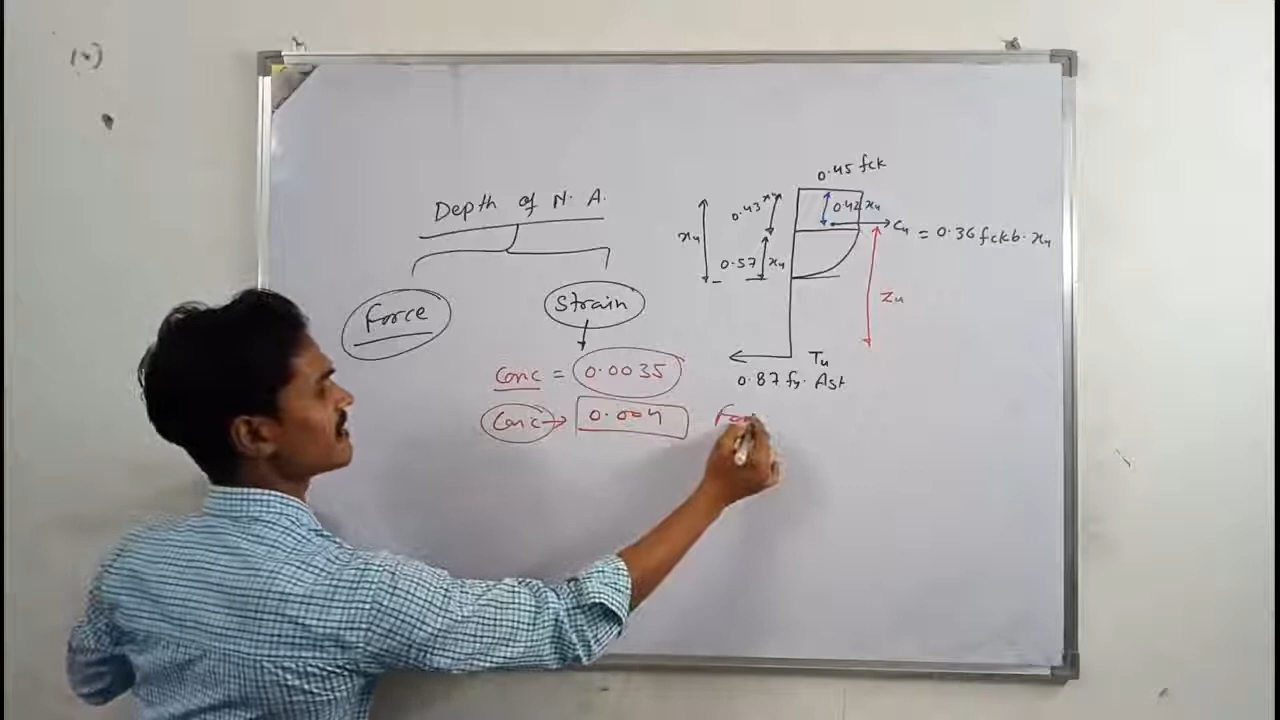 Depth of N. A.
Force
Strain
Conc = 0.0035
Conc → 0.004
0.45 fck
0.43 xu
0.42 xu
xu
0.57 xu
Cu = 0.36 fck b. xu
Zu
Tu
0.87 fy. Ast